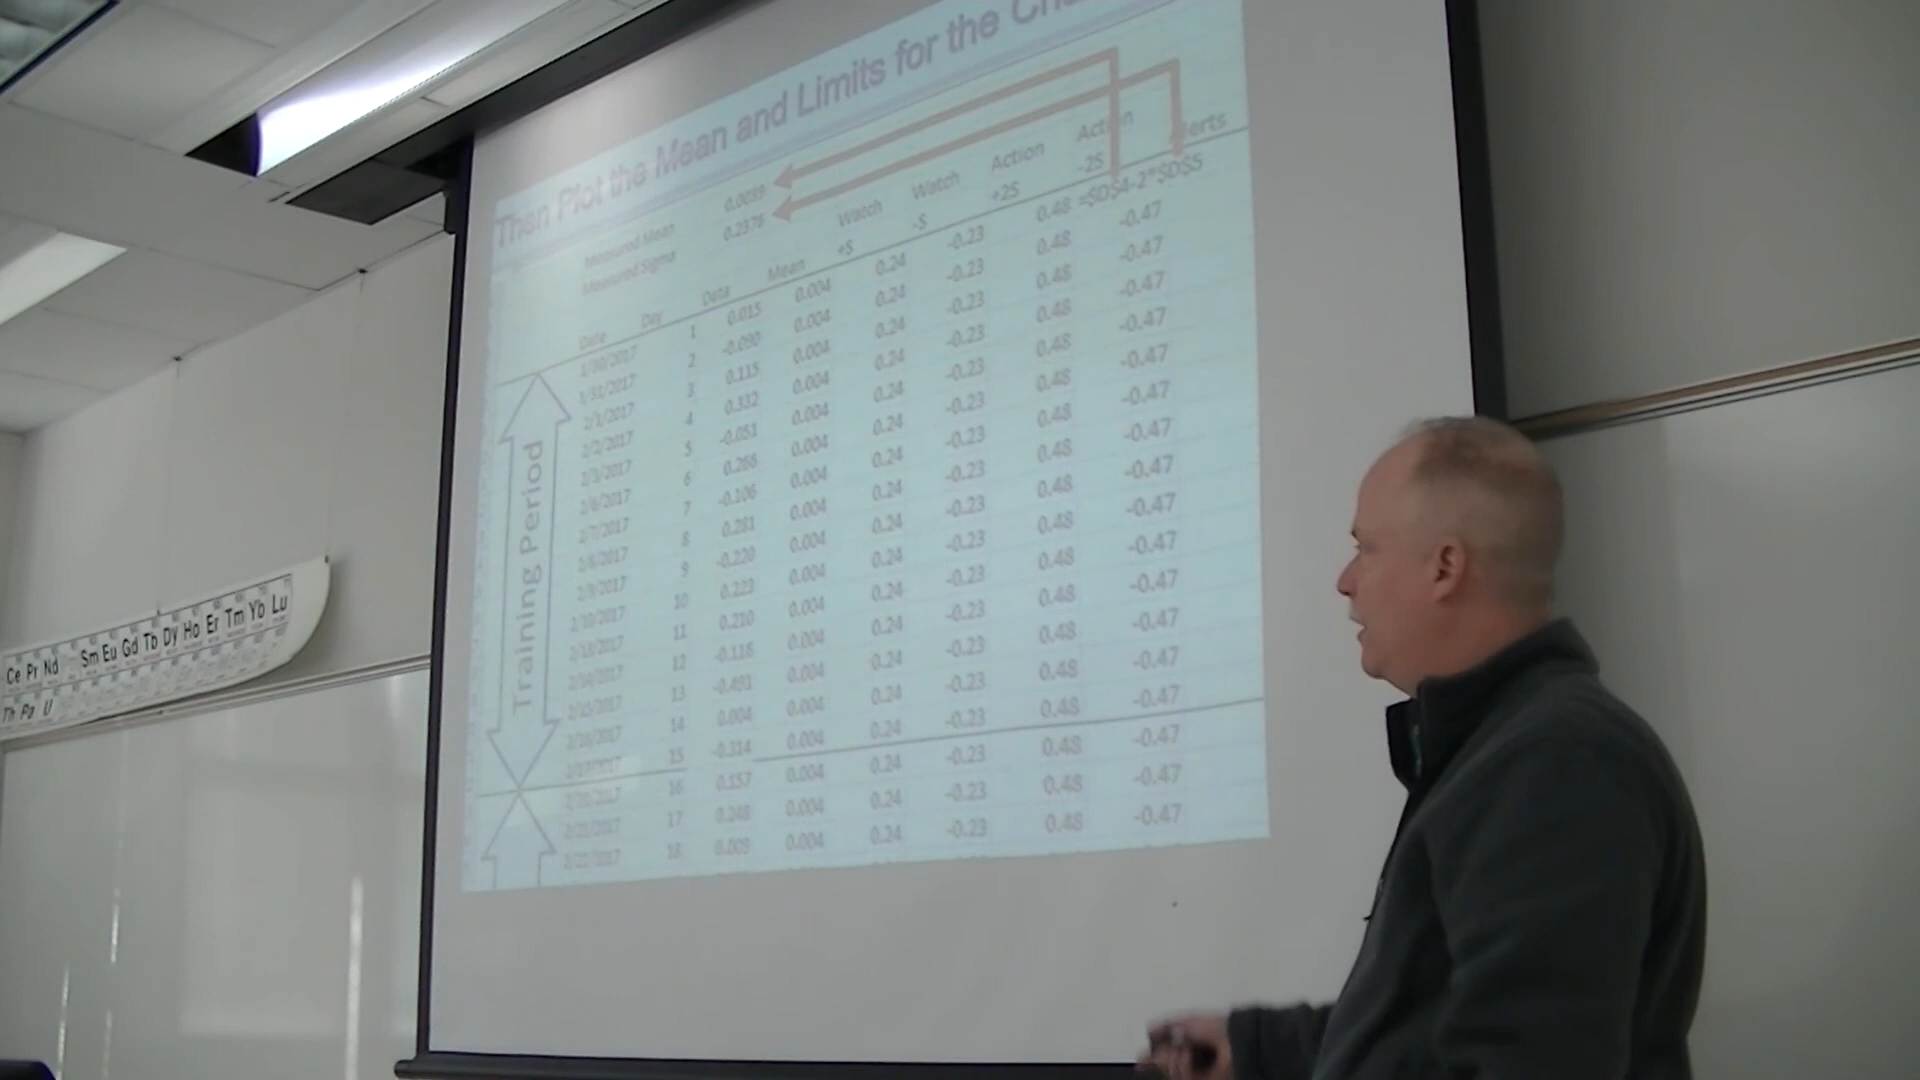 Then Plot the Mean and Limits for the
Measured Mean 0.0039
Measured Sigma 0.2376
Watch Watch Action Action
Date Day Data Mean +S -S +2S -2S
1/30/2017 1 0.015 0.004 0.24 -0.23 0.48 =$D$4-2*$D$5
1/31/2017 2 -0.090 0.004 0.24 -0.23 0.48 -0.47
2/1/2017 3 0.115 0.004 0.24 -0.23 0.48 -0.47
2/2/2017 4 0.332 0.004 0.24 -0.23 0.48 -0.47
2/3/2017 5 -0.051 0.004 0.24 -0.23 0.48 -0.47
2/6/2017 6 0.266 0.004 0.24 -0.23 0.48 -0.47
2/7/2017 7 -0.106 0.004 0.24 -0.23 0.48 -0.47
2/8/2017 8 0.281 0.004 0.24 -0.23 0.48 -0.47
2/9/2017 9 -0.220 0.004 0.24 -0.23 0.48 -0.47
2/10/2017 10 0.223 0.004 0.24 -0.23 0.48 -0.47
2/13/2017 11 0.210 0.004 0.24 -0.23 0.48 -0.47
2/14/2017 12 -0.118 0.004 0.24 -0.23 0.48 -0.47
2/15/2017 13 -0.491 0.004 0.24 -0.23 0.48 -0.47
2/16/2017 14 0.004 0.004 0.24 -0.23 0.48 -0.47
2/17/2017 15 -0.314 0.004 0.24 -0.23 0.48 -0.47
2/20/2017 16 0.157 0.004 0.24 -0.23 0.48 -0.47
2/21/2017 17 0.248 0.004 0.24 -0.23 0.48 -0.47
2/22/2017 18 0.009 0.004 0.24 -0.23 0.48 -0.47
Training Period
Ce Pr Nd Sm Eu Gd Tb Dy Ho Er Tm Yb Lu
Th Pa U